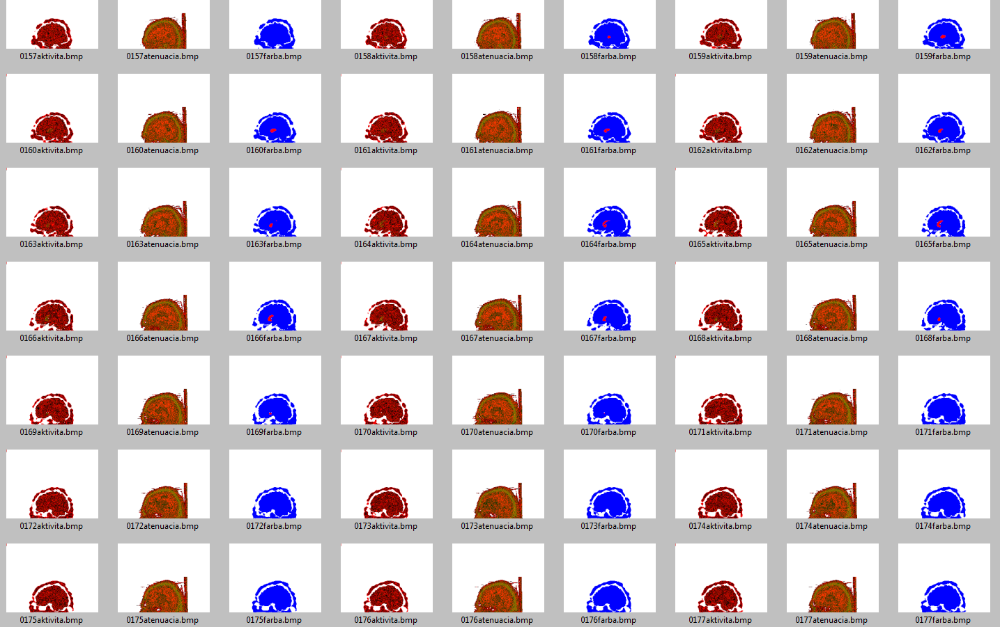 0157aktivita.bmp 0157atenuacia.bmp 0157farba.bmp 0158aktivita.bmp 0158atenuacia.bmp 0158farba.bmp 0159aktivita.bmp 0159atenuacia.bmp 0159farba.bmp
0160aktivita.bmp 0160atenuacia.bmp 0160farba.bmp 0161aktivita.bmp 0161atenuacia.bmp 0161farba.bmp 0162aktivita.bmp 0162atenuacia.bmp 0162farba.bmp
0163aktivita.bmp 0163atenuacia.bmp 0163farba.bmp 0164aktivita.bmp 0164atenuacia.bmp 0164farba.bmp 0165aktivita.bmp 0165atenuacia.bmp 0165farba.bmp
0166aktivita.bmp 0166atenuacia.bmp 0166farba.bmp 0167aktivita.bmp 0167atenuacia.bmp 0167farba.bmp 0168aktivita.bmp 0168atenuacia.bmp 0168farba.bmp
0169aktivita.bmp 0169atenuacia.bmp 0169farba.bmp 0170aktivita.bmp 0170atenuacia.bmp 0170farba.bmp 0171aktivita.bmp 0171atenuacia.bmp 0171farba.bmp
0172aktivita.bmp 0172atenuacia.bmp 0172farba.bmp 0173aktivita.bmp 0173atenuacia.bmp 0173farba.bmp 0174aktivita.bmp 0174atenuacia.bmp 0174farba.bmp
0175aktivita.bmp 0175atenuacia.bmp 0175farba.bmp 0176aktivita.bmp 0176atenuacia.bmp 0176farba.bmp 0177aktivita.bmp 0177atenuacia.bmp 0177farba.bmp